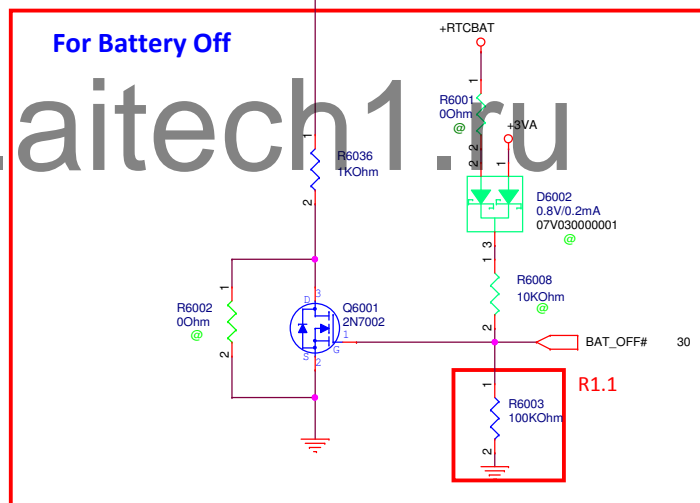 For Battery Off
+RTCBAT
1
R6001
0Ohm
@
2
+3VA
.aitech1.ru
1
R6036
1KOhm
2
2
1
D6002
0.8V/0.2mA
07V030000001
@
3
1
R6008
10KOhm
@
2
1
R6002
0Ohm
@
2
3
D
Q6001
2N7002
1
G
S
2
BAT_OFF# 30
R1.1
1
R6003
100KOhm
2